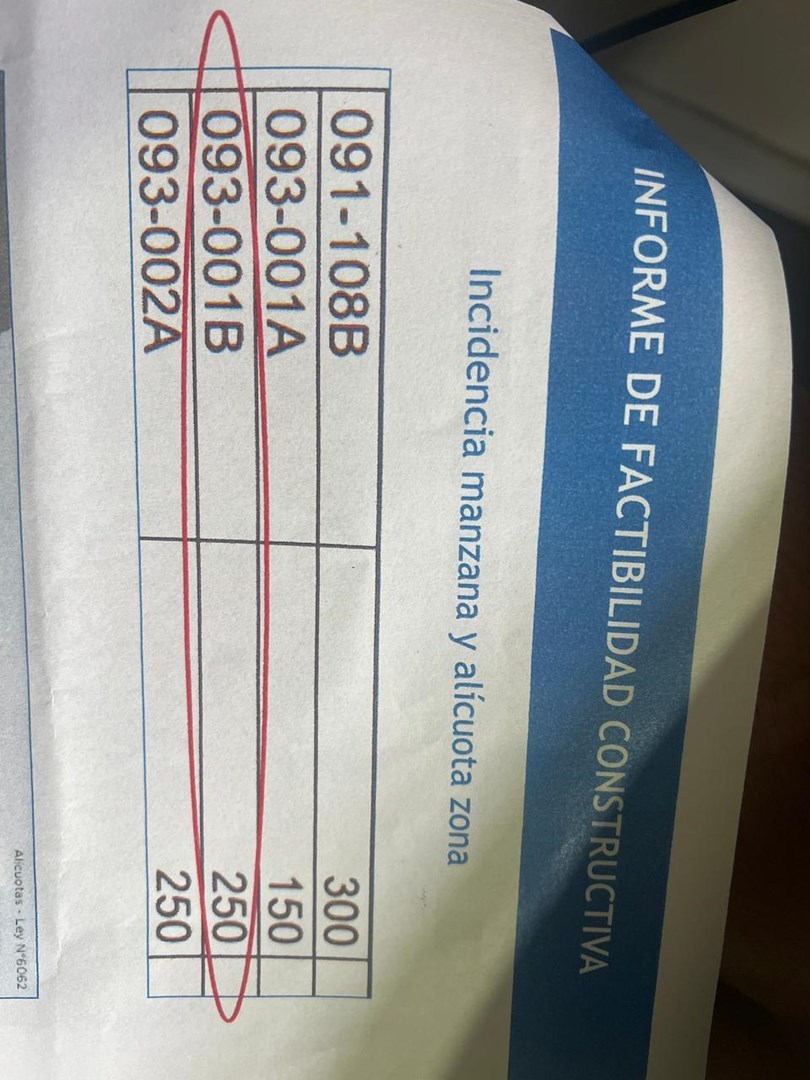 INFORME DE FACTIBILIDAD CONSTRUCTIVA
Incidencia manzana y alícuota zona
091-108B 300
093-001A 150
093-001B 250
093-002A 250
Alicuotas - Ley N°6062